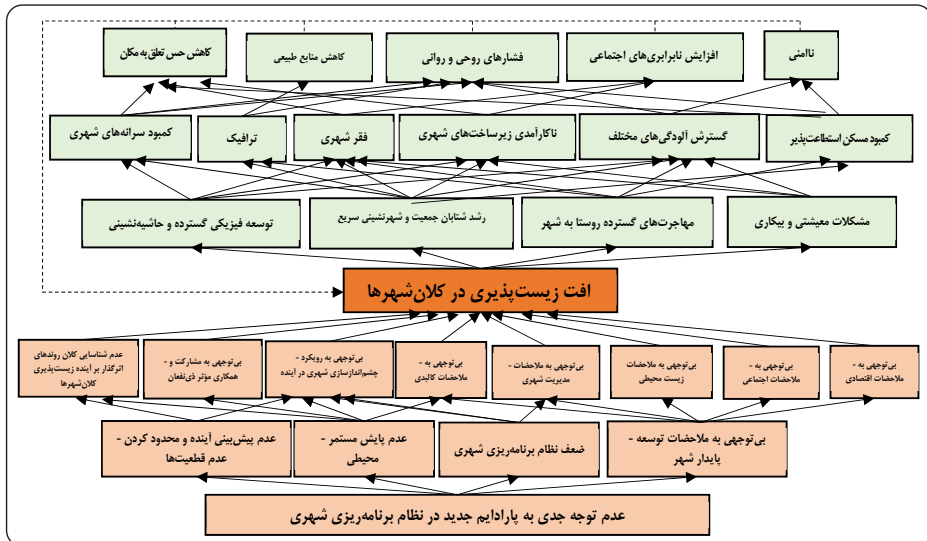 ناامنی
افزایش نابرابری‌های اجتماعی
فشارهای روحی و روانی
کاهش منابع طبیعی
کاهش حس تعلق به مکان
کمبود مسکن استطاعت‌پذیر
گسترش آلودگی‌های مختلف
ناکارآمدی زیرساخت‌های شهری
فقر شهری
ترافیک
کمبود سرانه‌های شهری
مشکلات معیشتی و بیکاری
مهاجرت‌های گسترده روستا به شهر
رشد شتابان جمعیت و شهرنشینی سریع
توسعه فیزیکی گسترده و حاشیه‌نشینی
افت زیست‌پذیری در کلان‌شهرها
بی‌توجهی به -
ملاحضات اقتصادی
بی‌توجهی به -
ملاحضات اجتماعی
بی‌توجهی به ملاحضات
زیست محیطی
بی‌توجهی به ملاحضات -
مدیریت شهری
بی‌توجهی به -
ملاحضات کالبدی
بی‌توجهی به رویکرد -
چشم‌اندازسازی شهری در آینده
بی‌توجهی به مشارکت و -
همکاری مؤثر ذی‌نفعان
عدم شناسایی کلان روندهای
اثرگذار بر آینده زیست‌پذیری
کلان‌شهرها
بی‌توجهی به ملاحضات توسعه -
پایدار شهر
ضعف نظام برنامه‌ریزی شهری
عدم پایش مستمر -
محیطی
عدم پیش‌بینی آینده و محدود کردن -
عدم قطعیت‌ها
عدم توجه جدی به پارادایم جدید در نظام برنامه‌ریزی شهری